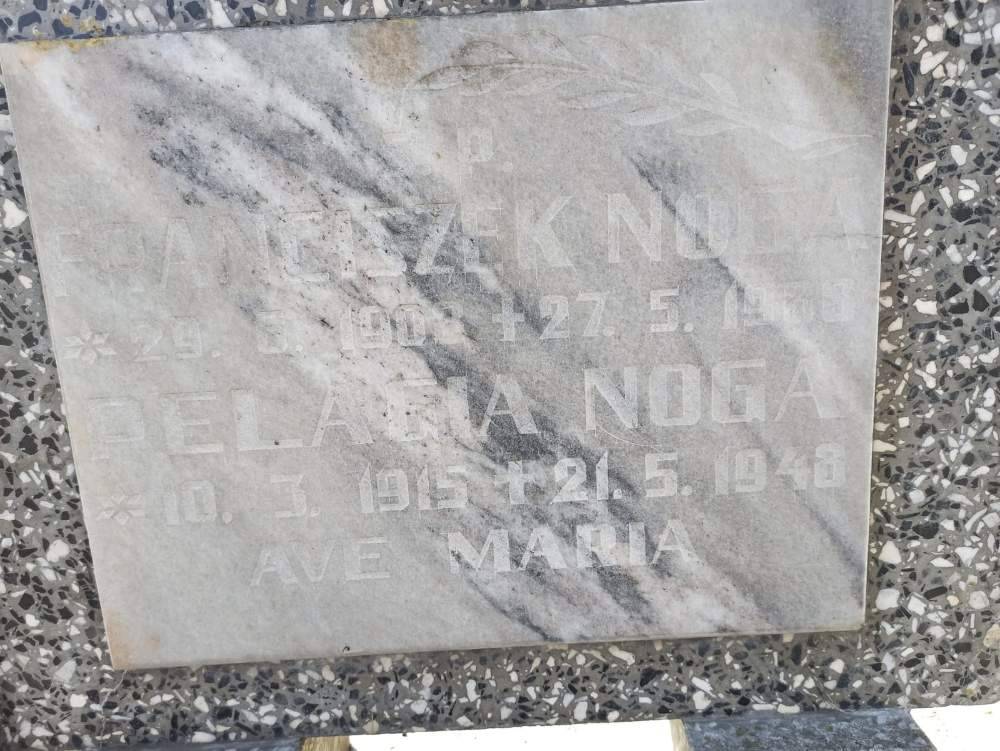 P.
FRANCISZEK NOGA
* 29. + 27. 5.
PELAGIA NOGA
* 10. 3. 1915 + 21. 5. 1948
AVE MARIA